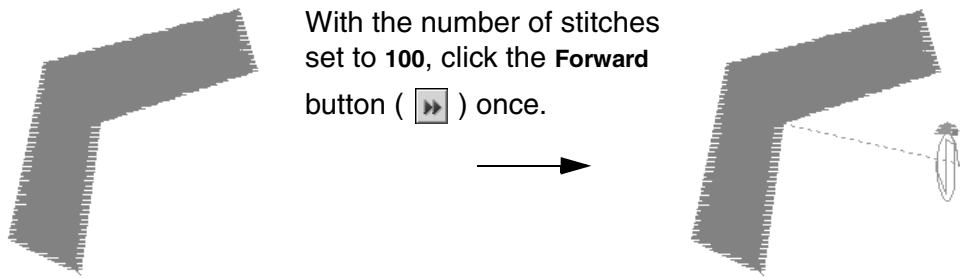 With the number of stitches
set to 100, click the Forward
button ( ) once.